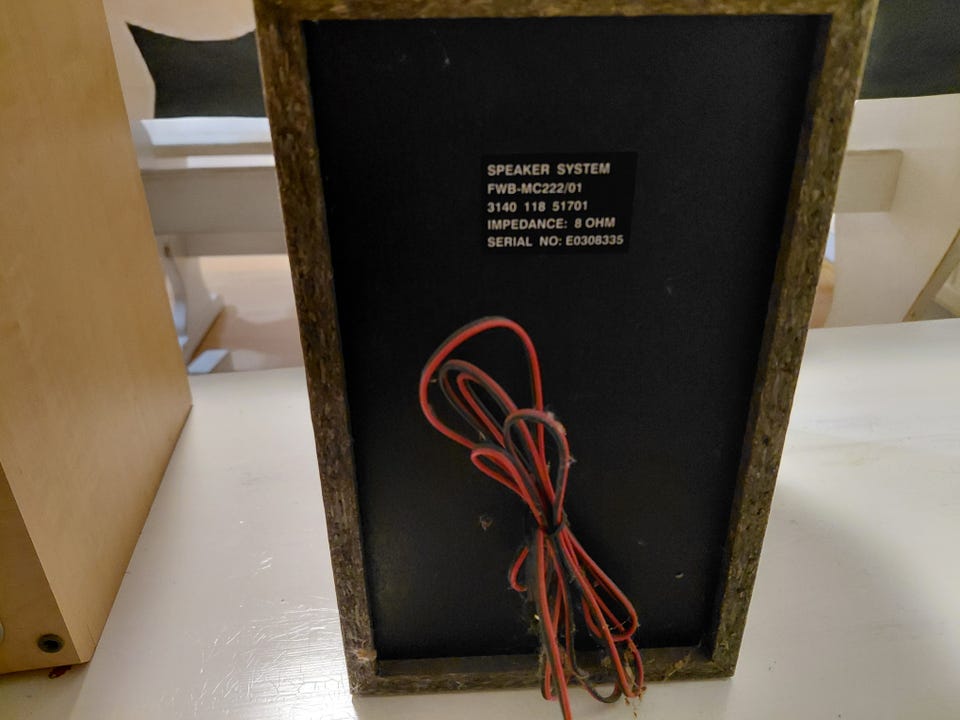 SPEAKER SYSTEM
FWB-MC222/01
3140 118 51701
IMPEDANCE: 8 OHM
SERIAL NO: E0308335